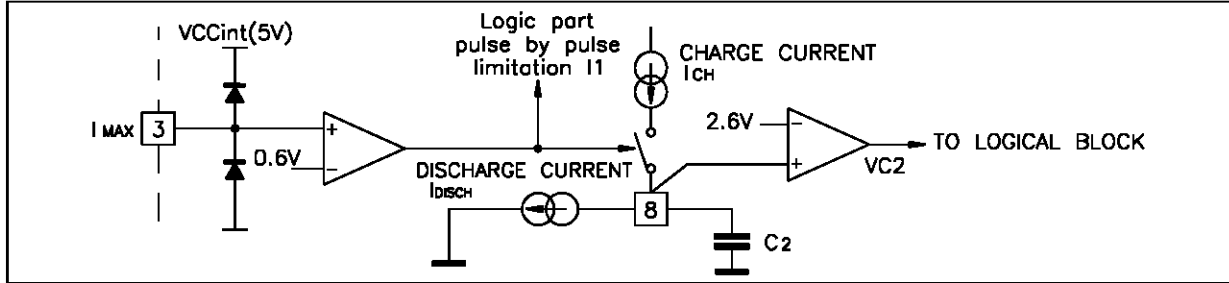 VCCint(5V)
Logic part
pulse by pulse
limitation I1
CHARGE CURRENT
ICH
I MAX
3
+
0.6V
−
2.6V
−
+
TO LOGICAL BLOCK
VC2
DISCHARGE CURRENT
IDISCH
8
C2